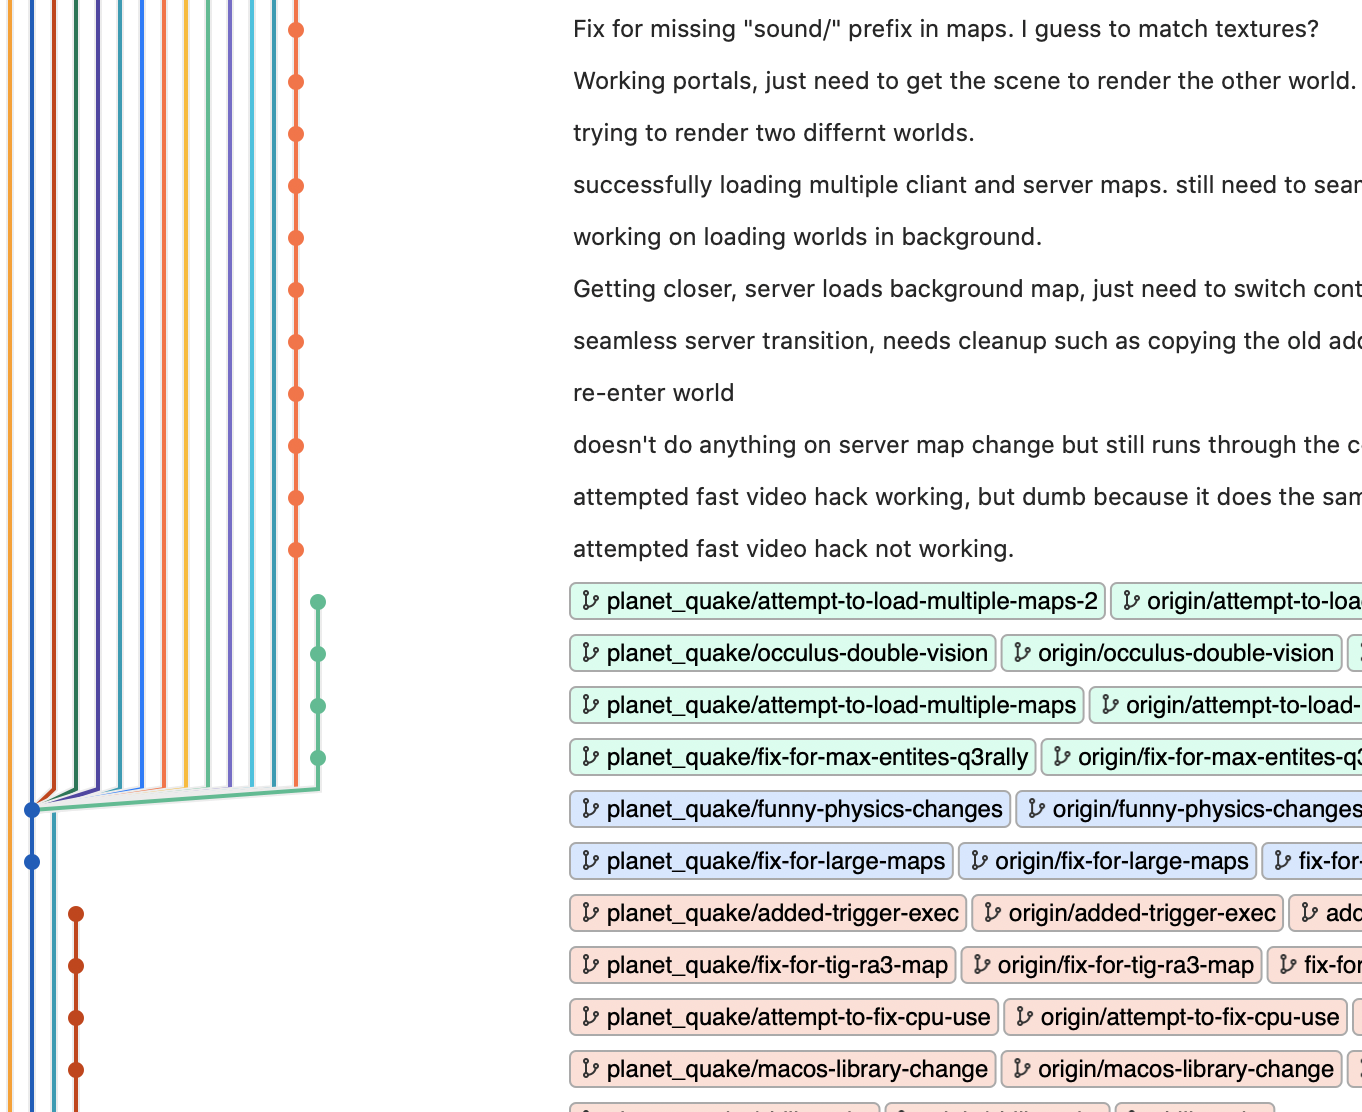 Fix for missing "sound/" prefix in maps. I guess to match textures?
Working portals, just need to get the scene to render the other world.
trying to render two differnt worlds.
successfully loading multiple cliant and server maps. still need to
working on loading worlds in background.
Getting closer, server loads background map, just need to switch
seamless server transition, needs cleanup such as copying the old
re-enter world
doesn't do anything on server map change but still runs through the
attempted fast video hack working, but dumb because it does the
attempted fast video hack not working.
planet_quake/attempt-to-load-multiple-maps-2 origin/attempt-to-loa
planet_quake/occulus-double-vision origin/occulus-double-vision
planet_quake/attempt-to-load-multiple-maps origin/attempt-to-load-
planet_quake/fix-for-max-entites-q3rally origin/fix-for-max-entites-q3
planet_quake/funny-physics-changes origin/funny-physics-changes
planet_quake/fix-for-large-maps origin/fix-for-large-maps fix-for-
planet_quake/added-trigger-exec origin/added-trigger-exec add
planet_quake/fix-for-tig-ra3-map origin/fix-for-tig-ra3-map fix-for
planet_quake/attempt-to-fix-cpu-use origin/attempt-to-fix-cpu-use
planet_quake/macos-library-change origin/macos-library-change